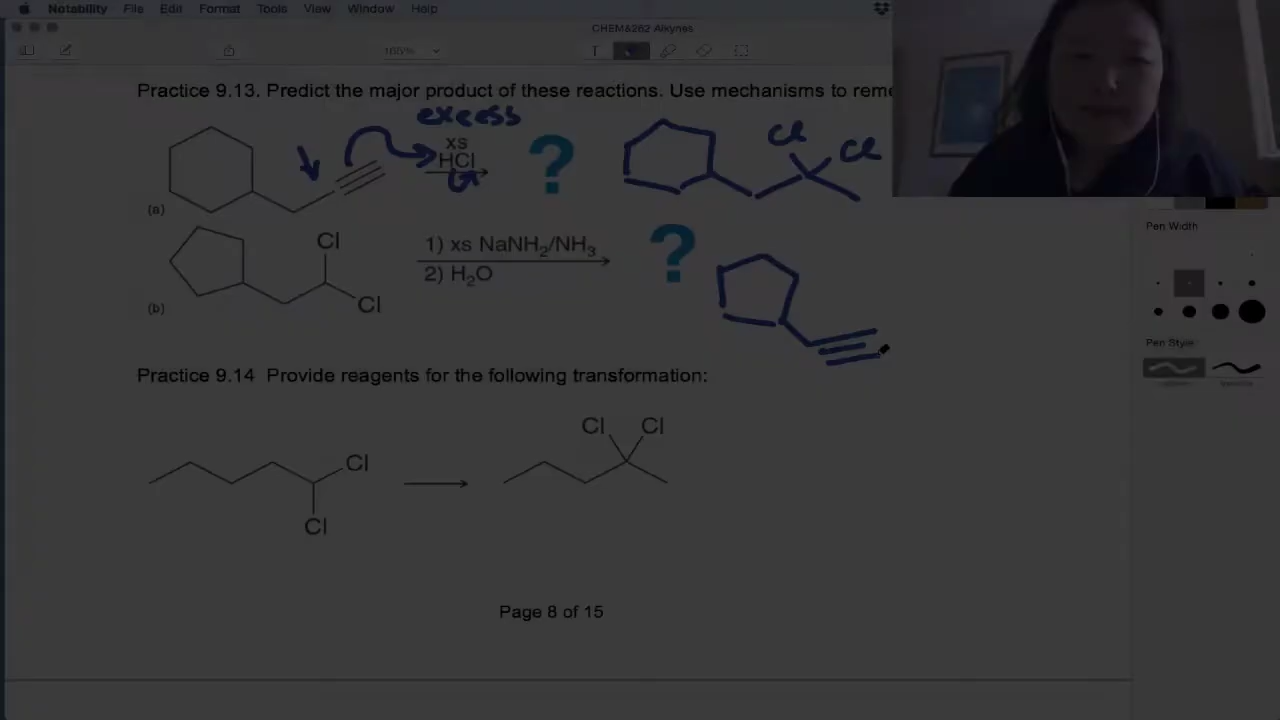 Notability File Edit Format Tools View Window Help
CHEM&262 Alkynes
165%
T
Practice 9.13. Predict the major product of these reactions. Use mechanisms to reme
excess
xs
HCl
?
Cl
Cl
(a)
Cl
Cl
1) xs NaNH2/NH3
2) H2O
?
(b)
Practice 9.14 Provide reagents for the following transformation:
Cl
Cl
Cl Cl
Page 8 of 15
Pen Width
Pen Style